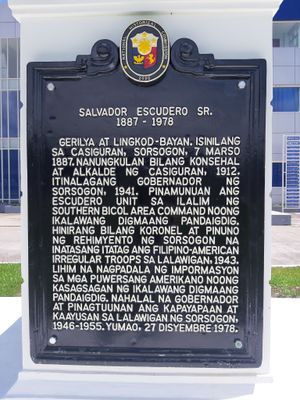 SALVADOR ESCUDERO SR.
1887 - 1978
GERILYA AT LINGKOD-BAYAN. ISINILANG
SA CASIGURAN, SORSOGON, 7 MARSO
1887. NANUNGKULAN BILANG KONSEHAL
AT ALKALDE NG CASIGURAN, 1912.
ITINALAGANG GOBERNADOR NG
SORSOGON, 1941. PINAMUNUAN ANG
ESCUDERO UNIT SA ILALIM NG
SOUTHERN BICOL AREA COMMAND NOONG
IKALAWANG DIGMAANG PANDAIGDIG.
HINIRANG BILANG KORONEL AT PINUNO
NG REHIMYENTO NG SORSOGON NA
INATASANG ITATAG ANG FILIPINO-AMERICAN
IRREGULAR TROOPS SA LALAWIGAN, 1943.
LIHIM NA NAGPADALA NG IMPORMASYON
SA MGA PUWERSANG AMERIKANO NOONG
KASAGSAGAN NG IKALAWANG DIGMAANG
PANDAIGDIG. NAHALAL NA GOBERNADOR
AT PINAGTUUNAN ANG KAPAYAPAAN AT
KAAYUSAN SA LALAWIGAN NG SORSOGON,
1946-1955. YUMAO, 27 DISYEMBRE 1978.